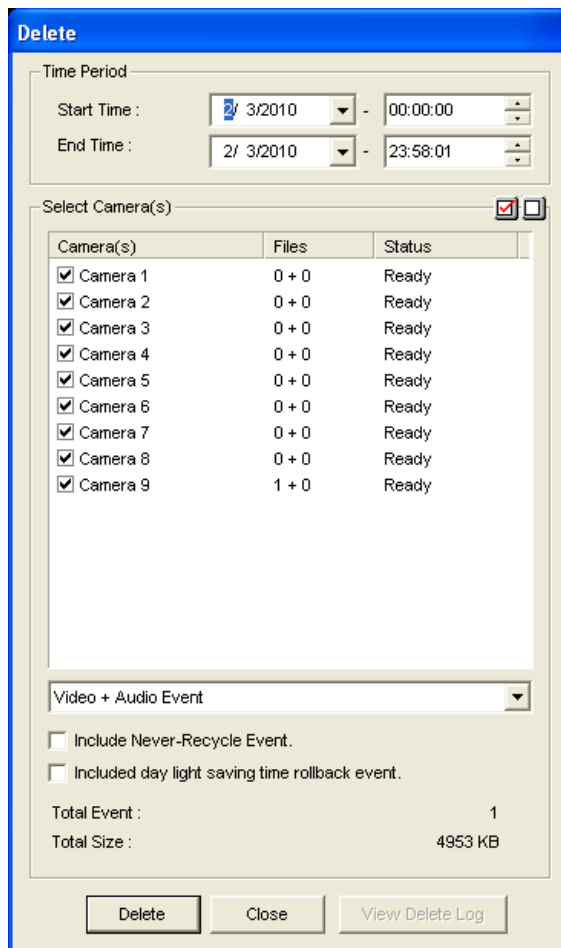 Delete
Time Period
Start Time : 2/ 3/2010 - 00:00:00
End Time : 2/ 3/2010 - 23:58:01
Select Camera(s)
Camera(s) Files Status
Camera 1 0 + 0 Ready
Camera 2 0 + 0 Ready
Camera 3 0 + 0 Ready
Camera 4 0 + 0 Ready
Camera 5 0 + 0 Ready
Camera 6 0 + 0 Ready
Camera 7 0 + 0 Ready
Camera 8 0 + 0 Ready
Camera 9 1 + 0 Ready
Video + Audio Event
Include Never-Recycle Event.
Included day light saving time rollback event.
Total Event : 1
Total Size : 4953 KB
Delete Close View Delete Log